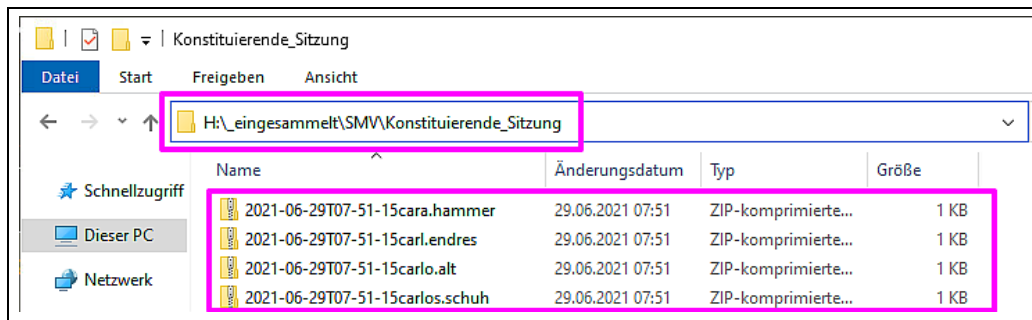 Konstituierende_Sitzung
Datei Start Freigeben Ansicht
H:\_eingesammelt\SMV\Konstituierende_Sitzung
Name Änderungsdatum Typ Größe
Schnellzugriff
Dieser PC
Netzwerk
2021-06-29T07-51-15cara.hammer 29.06.2021 07:51 ZIP-komprimierte... 1 KB
2021-06-29T07-51-15carl.endres 29.06.2021 07:51 ZIP-komprimierte... 1 KB
2021-06-29T07-51-15carlo.alt 29.06.2021 07:51 ZIP-komprimierte... 1 KB
2021-06-29T07-51-15carlos.schuh 29.06.2021 07:51 ZIP-komprimierte... 1 KB